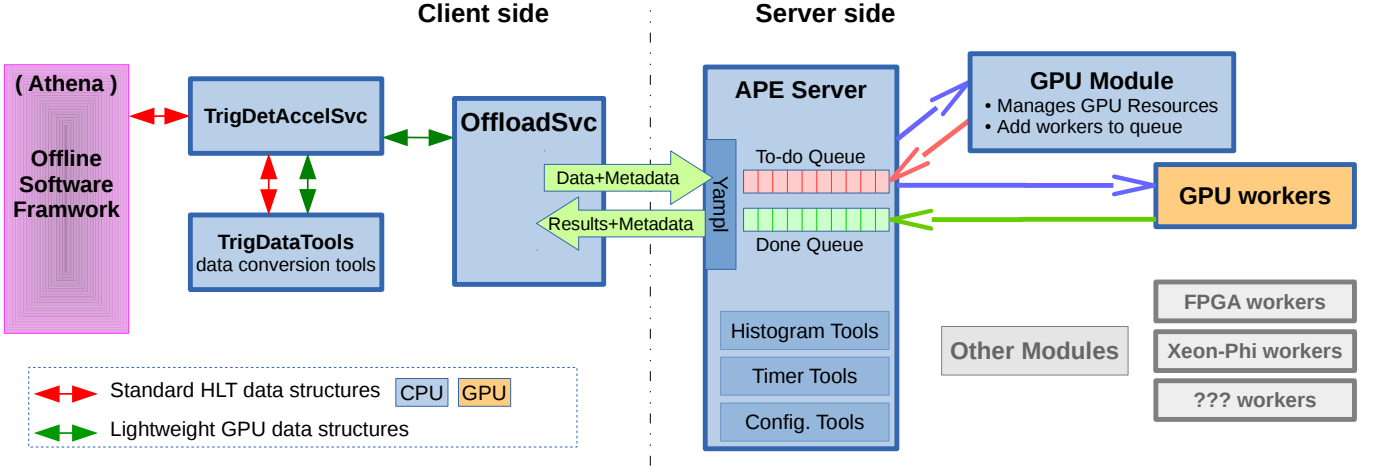 Client side
Server side
( Athena )
Offline
Software
Framwork
TrigDetAccelSvc
TrigDataTools
data conversion tools
OffloadSvc
Data+Metadata
Results+Metadata
APE Server
Yampl
To-do Queue
Done Queue
Histogram Tools
Timer Tools
Config. Tools
GPU Module
• Manages GPU Resources
• Add workers to queue
GPU workers
Other Modules
FPGA workers
Xeon-Phi workers
??? workers
Standard HLT data structures
CPU
GPU
Lightweight GPU data structures